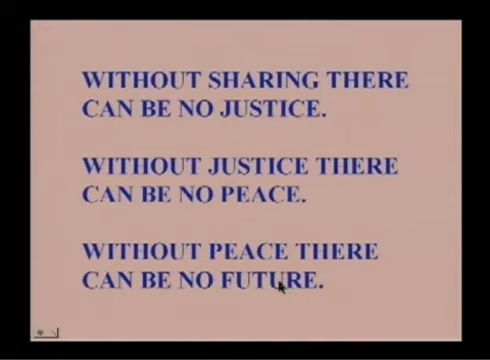 WITHOUT SHARING THERE
CAN BE NO JUSTICE.
WITHOUT JUSTICE THERE
CAN BE NO PEACE.
WITHOUT PEACE THERE
CAN BE NO FUTURE.